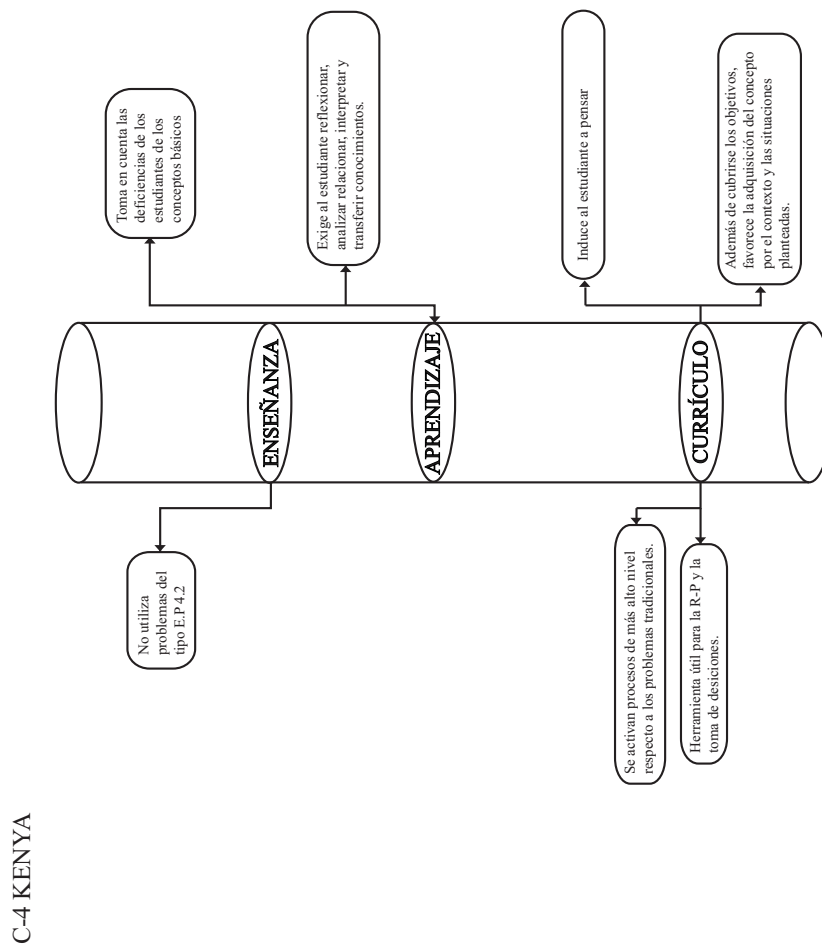 C-4 KENYA
No utiliza
problemas del
tipo E.P 4.2
Se activan procesos de más alto nivel
respecto a los problemas tradicionales.
Herramienta útil para la R-P y la
toma de desiciones.
ENSEÑANZA
APRENDIZAJE
CURRÍCULO
Toma en cuenta las
deficiencias de los
estudiantes de los
conceptos básicos
Exige al estudiante reflexionar,
analizar relacionar, interpretar y
transferir conocimientos.
Induce al estudiante a pensar
Además de cubrirse los objetivos,
favorece la adquisición del concepto
por el contexto y las situaciones
planteadas.